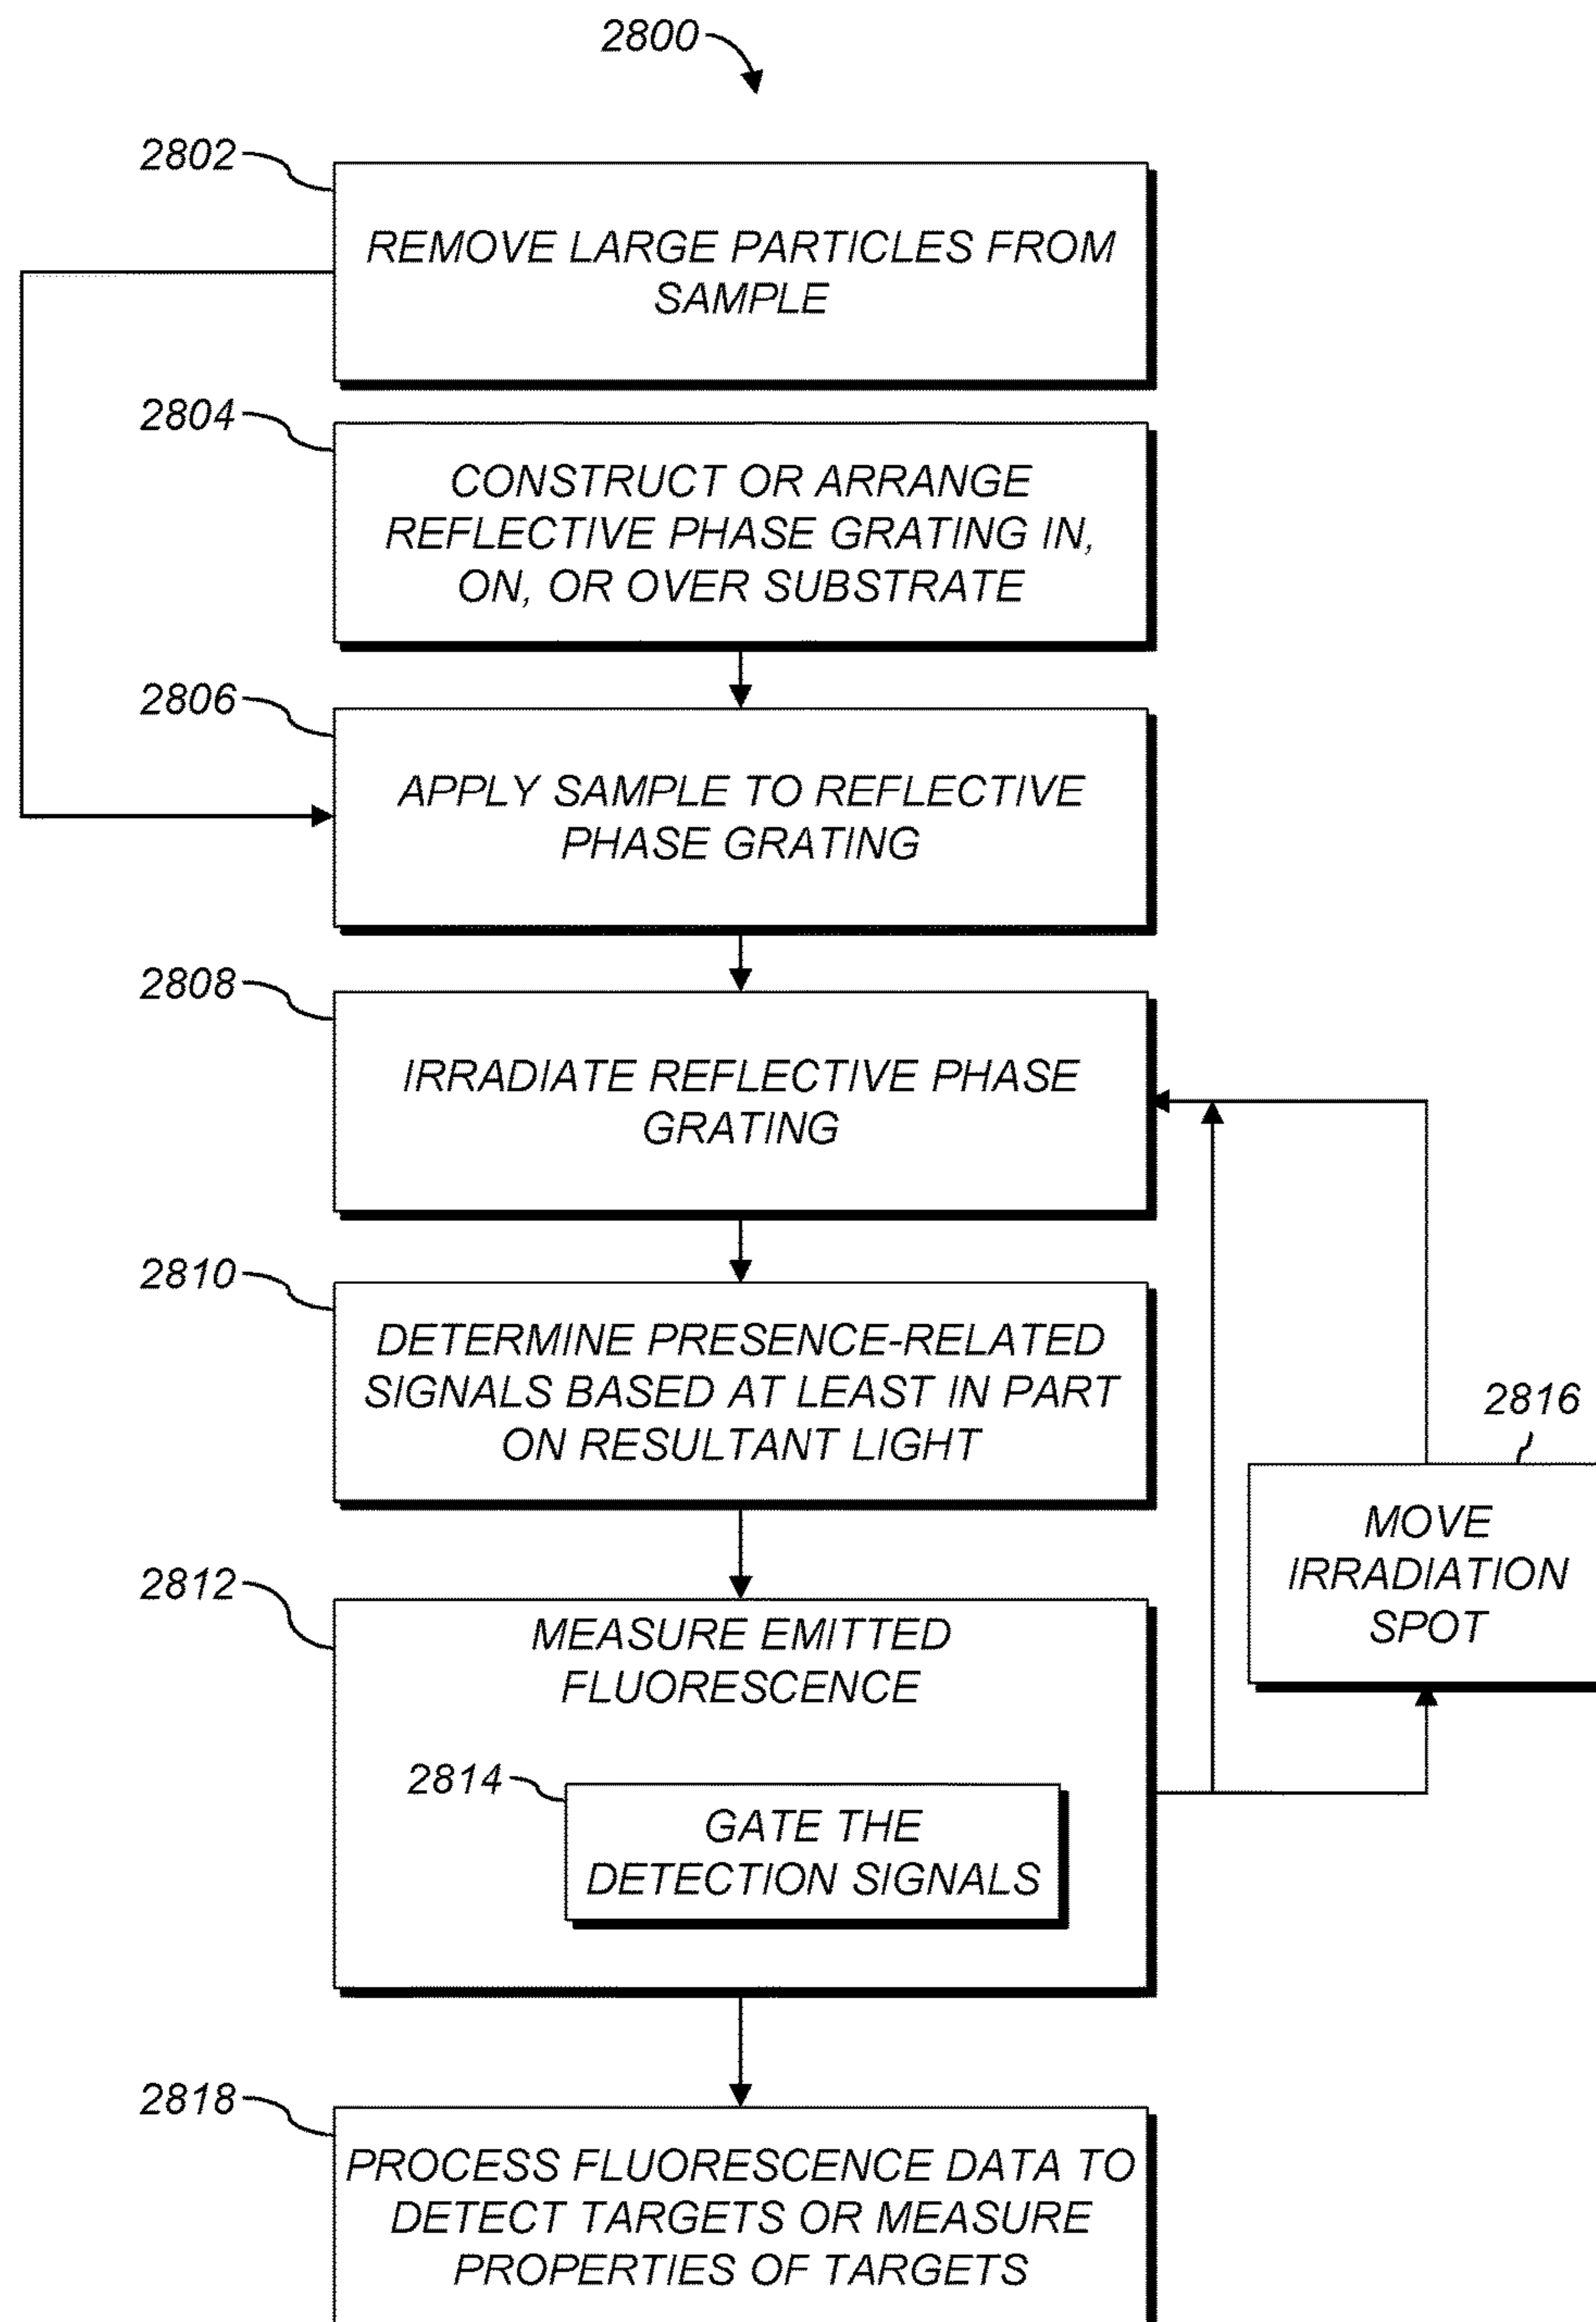 2800
2802
REMOVE LARGE PARTICLES FROM
SAMPLE
2804
CONSTRUCT OR ARRANGE
REFLECTIVE PHASE GRATING IN,
ON, OR OVER SUBSTRATE
2806
APPLY SAMPLE TO REFLECTIVE
PHASE GRATING
2808
IRRADIATE REFLECTIVE PHASE
GRATING
2810
DETERMINE PRESENCE-RELATED
SIGNALS BASED AT LEAST IN PART
ON RESULTANT LIGHT
2816
MOVE
IRRADIATION
SPOT
2812
MEASURE EMITTED
FLUORESCENCE
2814
GATE THE
DETECTION SIGNALS
2818
PROCESS FLUORESCENCE DATA TO
DETECT TARGETS OR MEASURE
PROPERTIES OF TARGETS